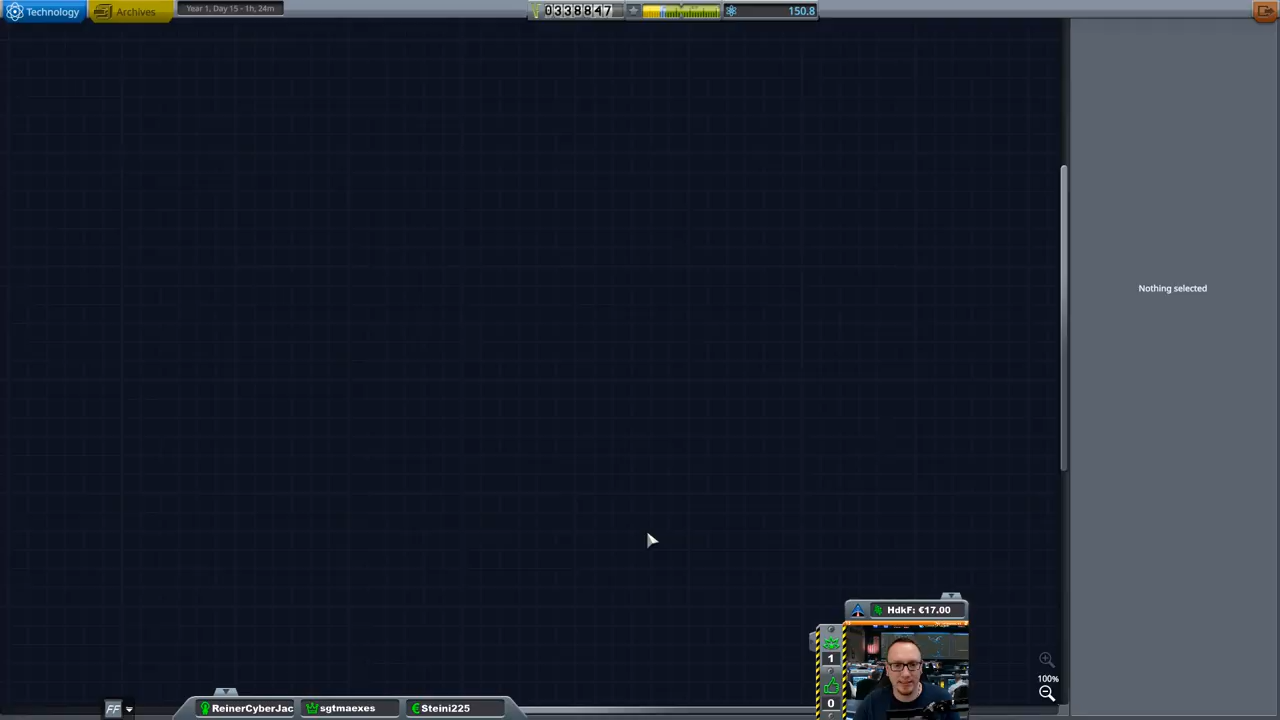 Technology
Archives
Year 1, Day 15 - 1h, 24m
0338847
150.8
Nothing selected
HdkF: €17.00
1
0
100%
FF
ReinerCyberJac
sgtmaexes
Steini225